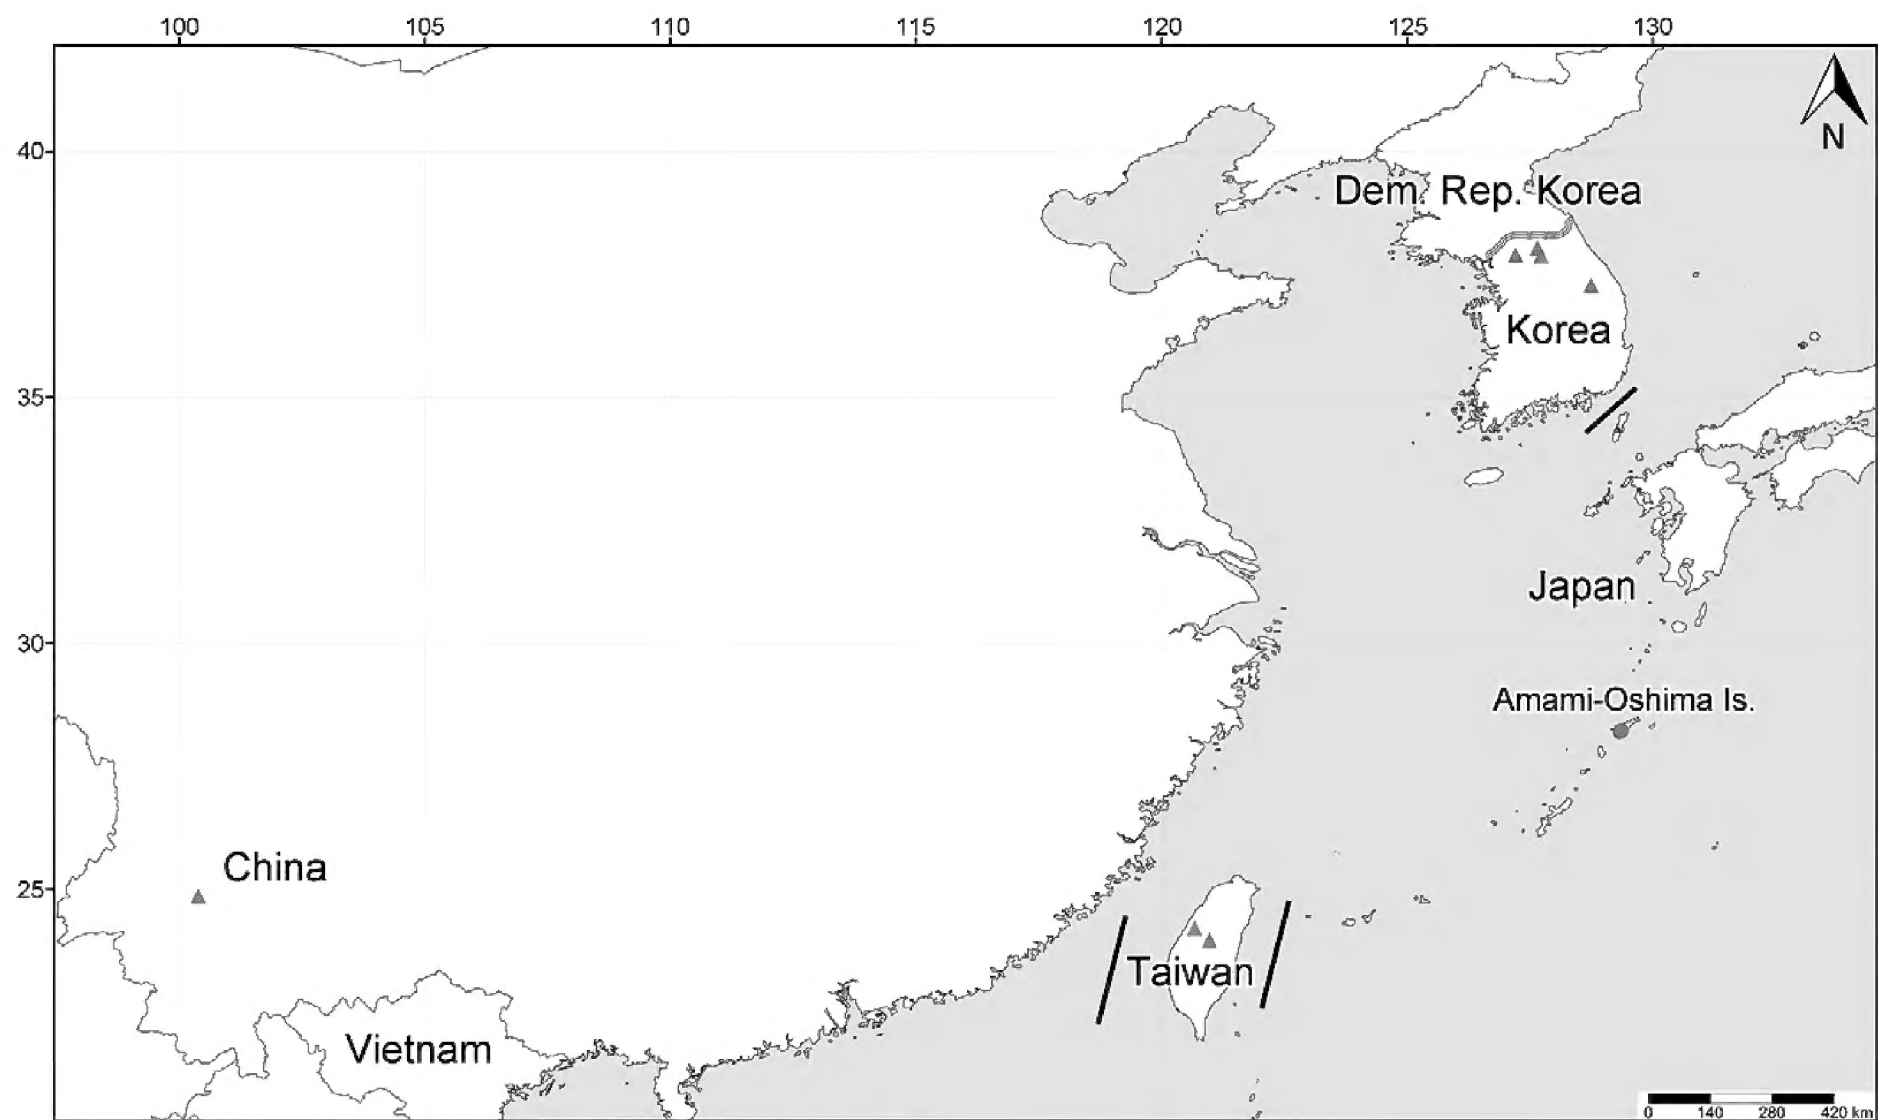 100 105 110 115 120 125 130
N
40
Dem. Rep. Korea
Korea
35
Japan
30
Amami-Oshima Is.
China
25
Taiwan
Vietnam
0 140 280 420 km